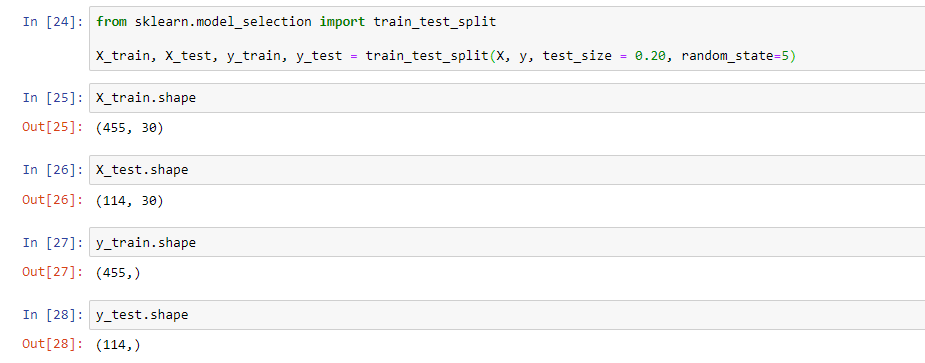 In [24]: from sklearn.model_selection import train_test_split
X_train, X_test, y_train, y_test = train_test_split(X, y, test_size = 0.20, random_state=5)
In [25]: X_train.shape
Out[25]: (455, 30)
In [26]: X_test.shape
Out[26]: (114, 30)
In [27]: y_train.shape
Out[27]: (455,)
In [28]: y_test.shape
Out[28]: (114,)